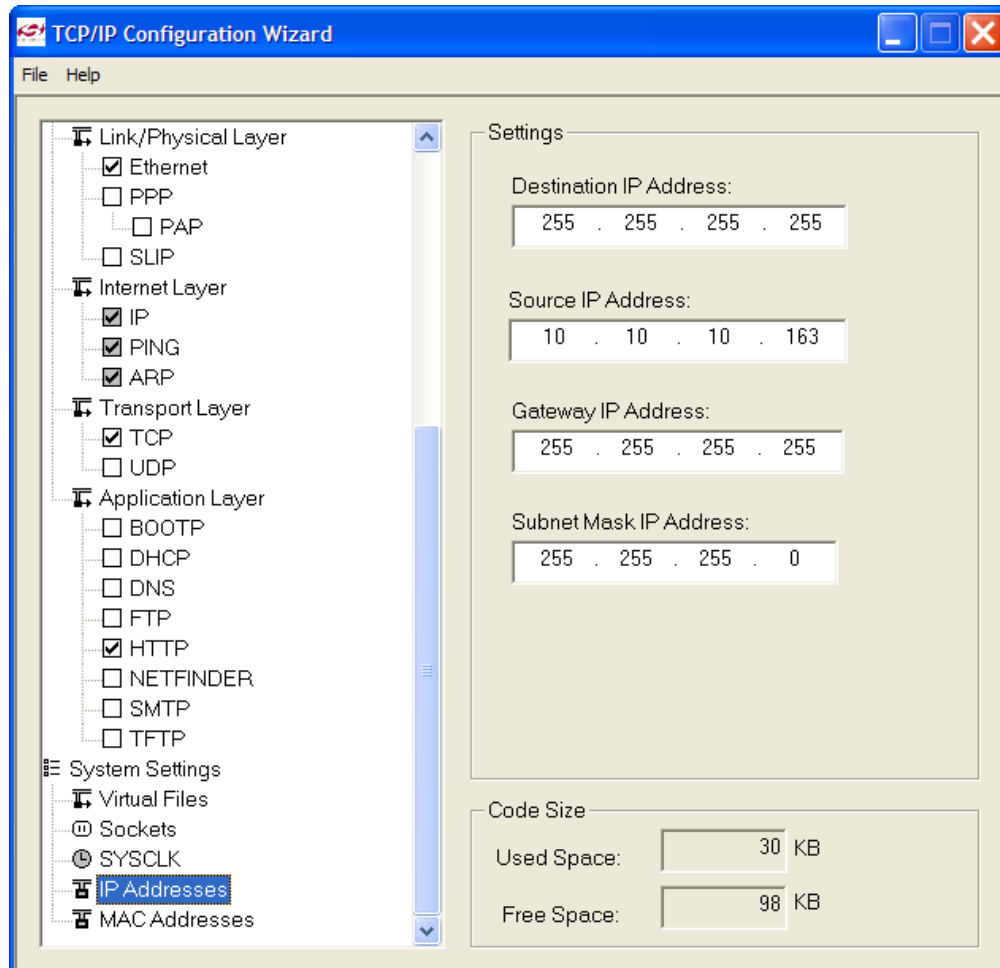 TCP/IP Configuration Wizard
File Help
Link/Physical Layer
Ethernet
PPP
PAP
SLIP
Internet Layer
IP
PING
ARP
Transport Layer
TCP
UDP
Application Layer
BOOTP
DHCP
DNS
FTP
HTTP
NETFINDER
SMTP
TFTP
System Settings
Virtual Files
Sockets
SYSCLK
IP Addresses
MAC Addresses
Settings
Destination IP Address:
255 . 255 . 255 . 255
Source IP Address:
10 . 10 . 10 . 163
Gateway IP Address:
255 . 255 . 255 . 255
Subnet Mask IP Address:
255 . 255 . 255 . 0
Code Size
Used Space: 30 KB
Free Space: 98 KB